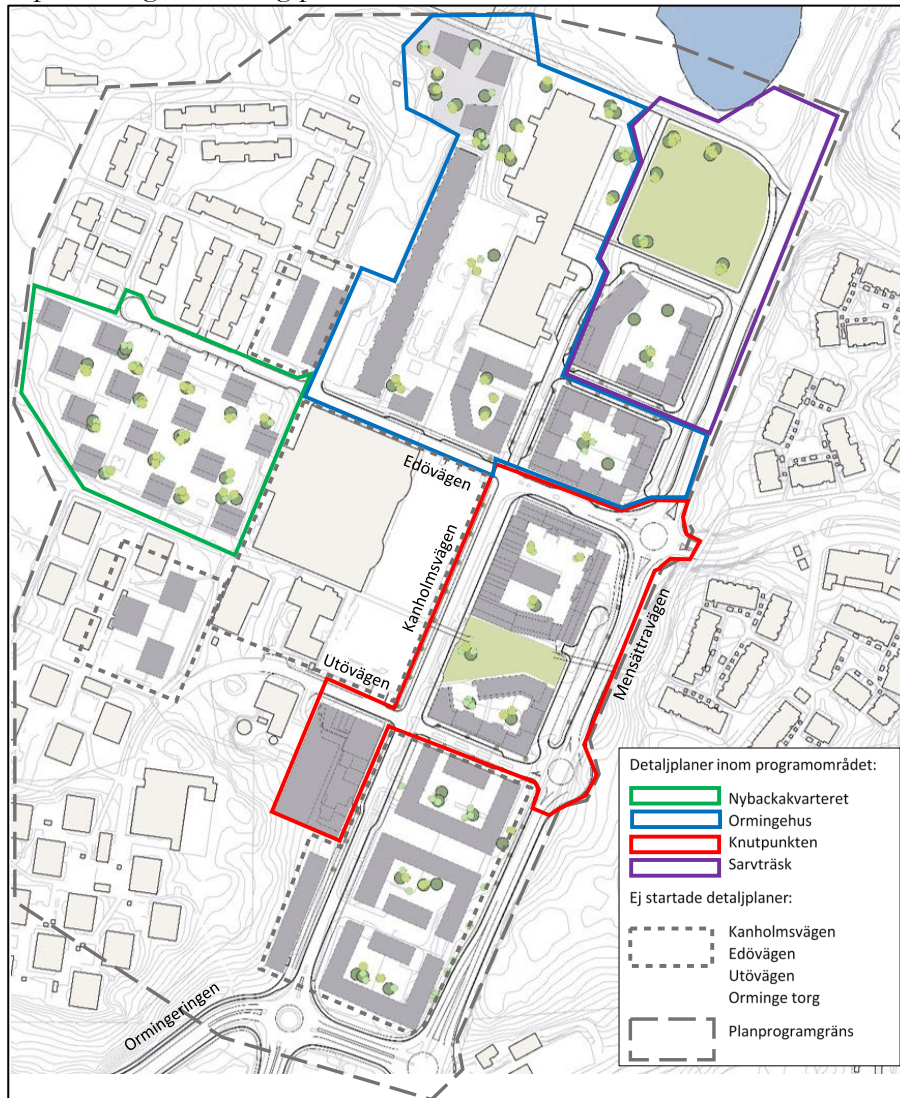 Edövägen
Kanholmsvägen
Utövägen
Mensättravägen
Ormingeringen
Detaljplaner inom programområdet:
Nybackakvarteret
Ormingehus
Knutpunkten
Sarvträsk
Ej startade detaljplaner:
Kanholmsvägen
Edövägen
Utövägen
Orminge torg
Planprogramgräns